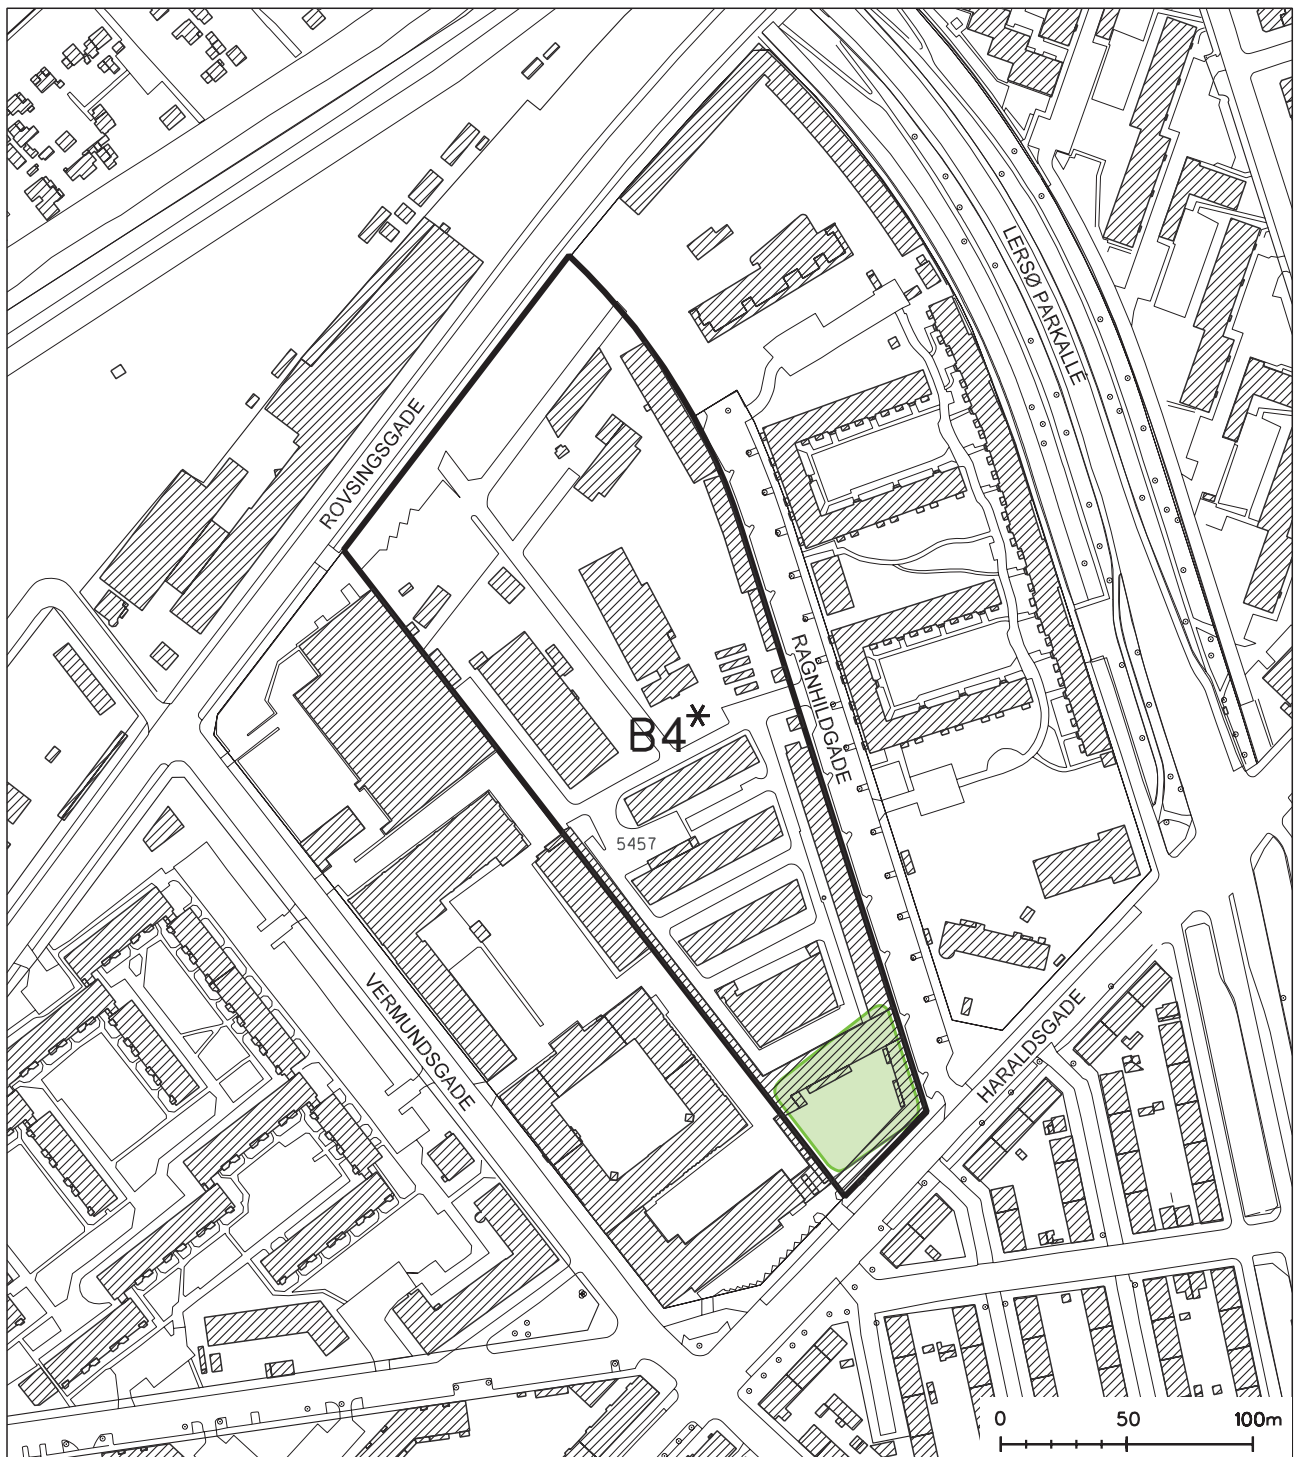 LERSØ PARKALLÉ
ROVSINGSGADE
RAGNHILDGADE
B4*
5457
VERMUNDSGADE
HARALDSGADE
0 50 100m